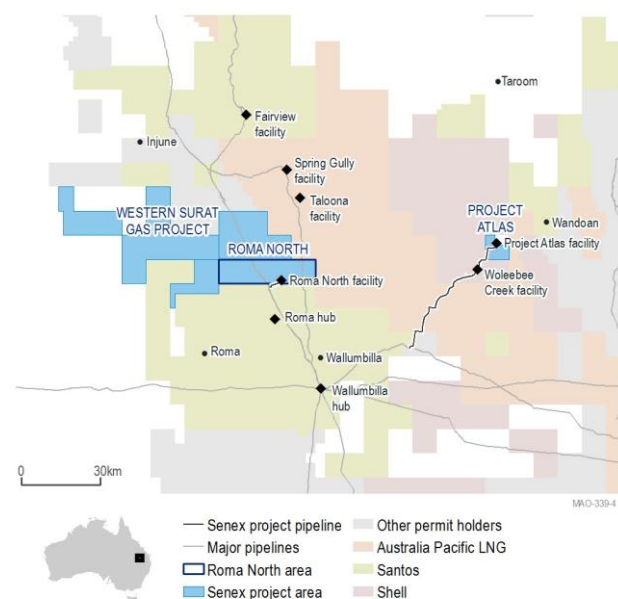 Taroom
Fairview
facility
Injune
Spring Gully
facility
Taloona
facility
WESTERN SURAT
GAS PROJECT
PROJECT
ATLAS
Wandoan
ROMA NORTH
Project Atlas facility
Roma North facility
Woleebee
Creek facility
Roma hub
Roma
Wallumbilla
Wallumbilla
hub
0 30km
MAO-339-4
Senex project pipeline
Major pipelines
Roma North area
Senex project area
Other permit holders
Australia Pacific LNG
Santos
Shell